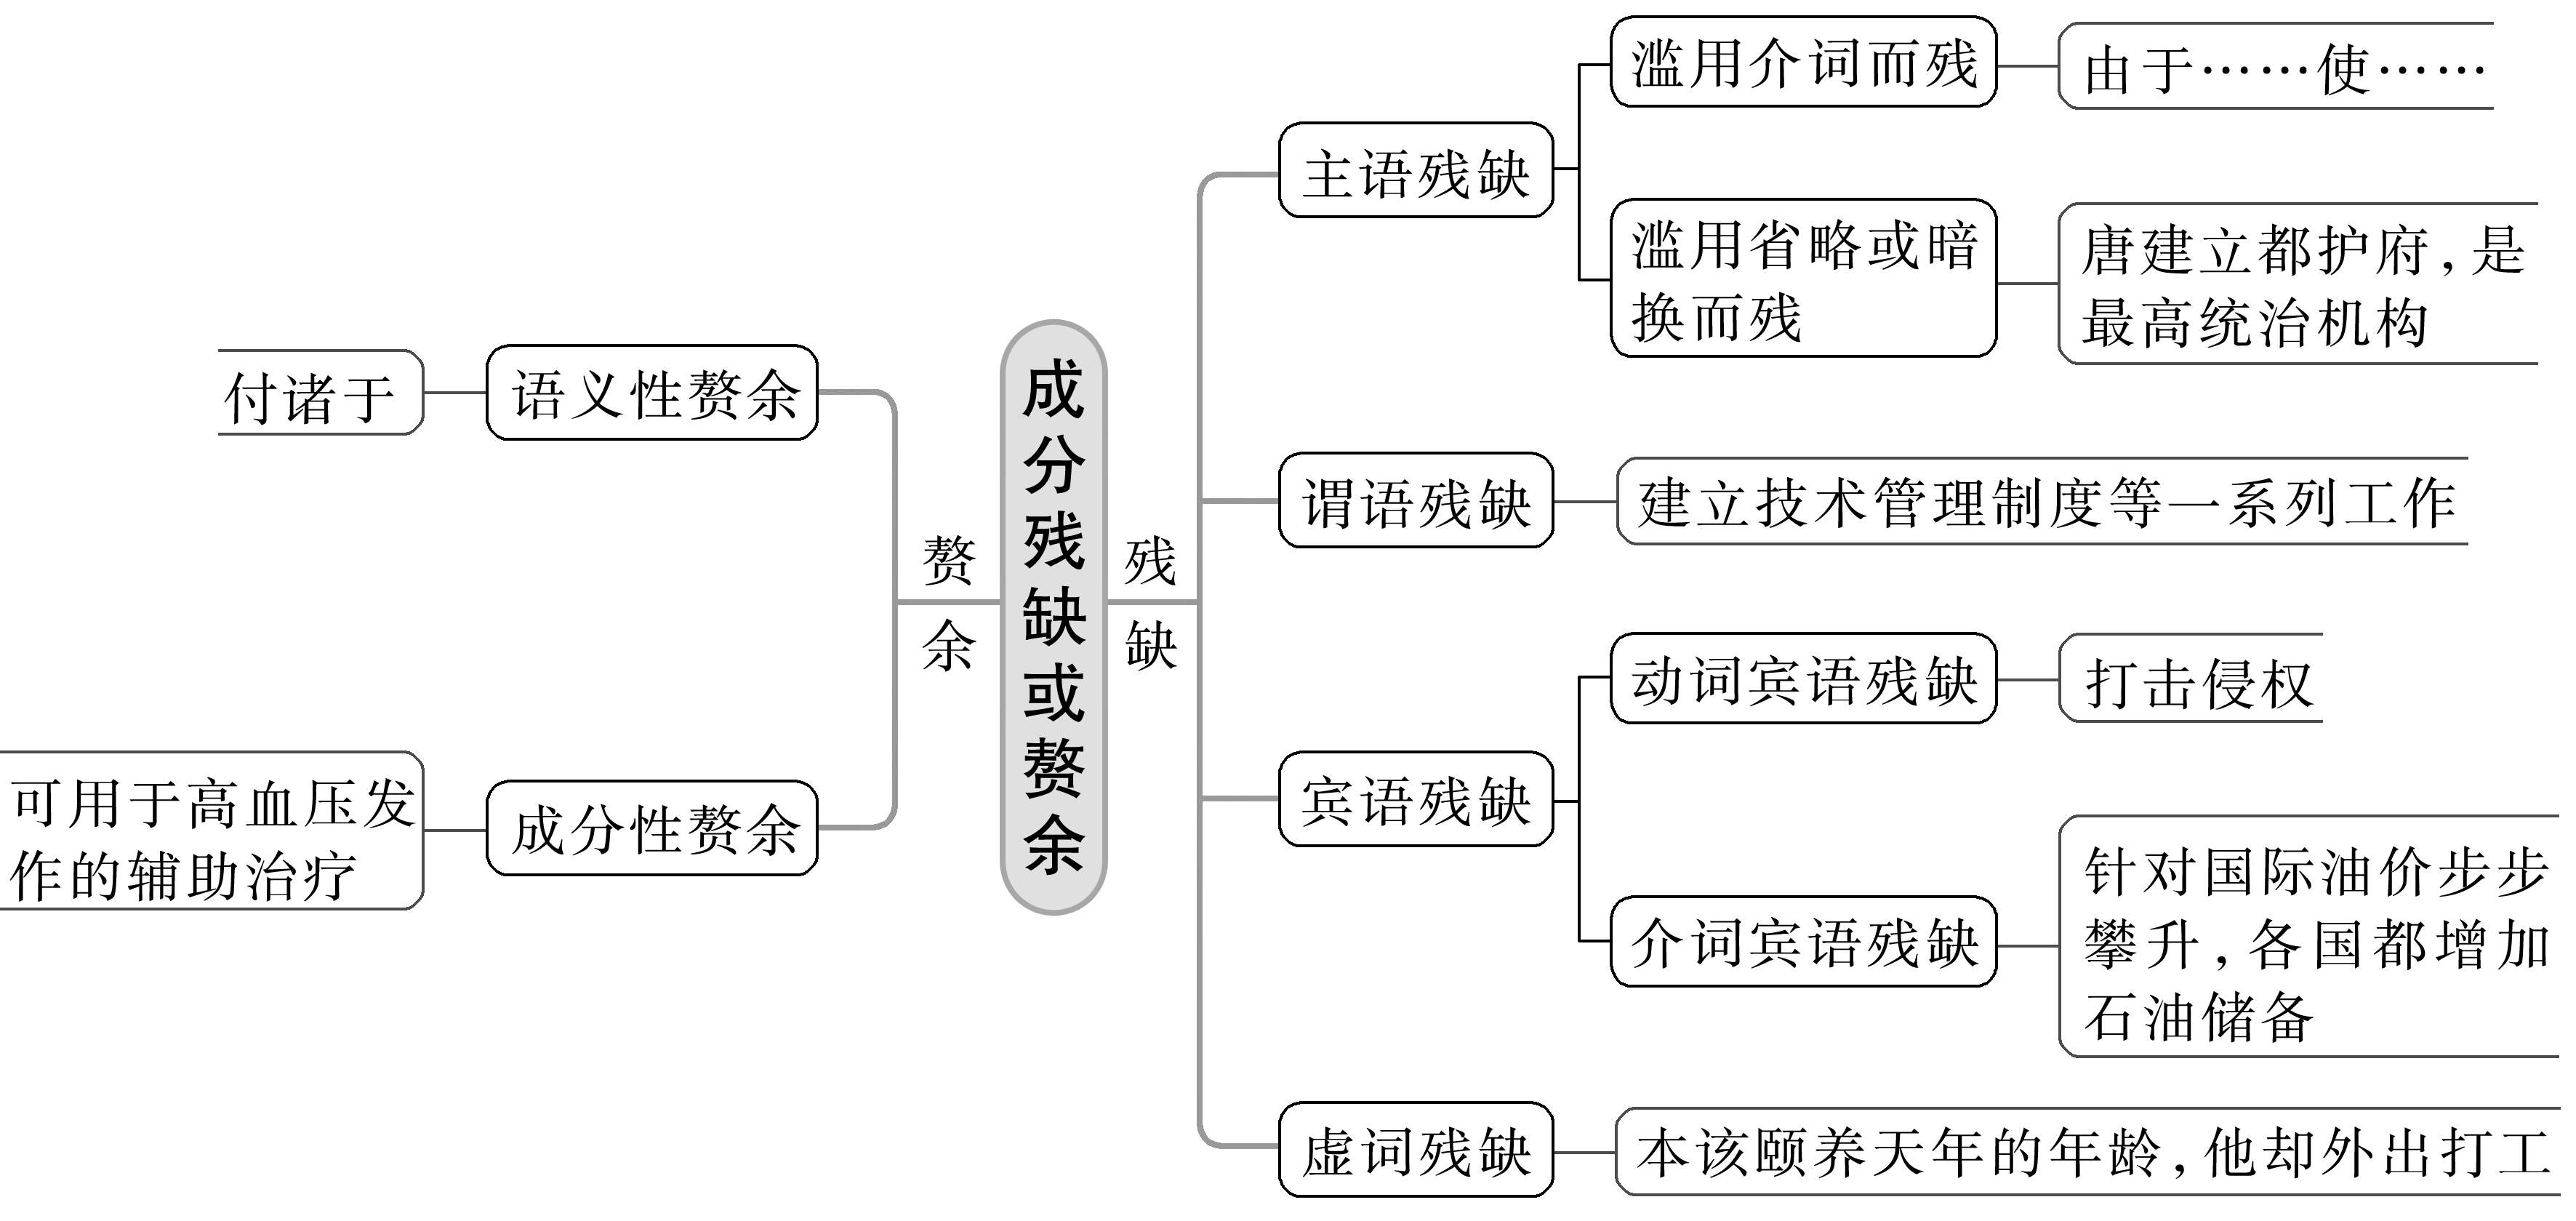 成分残缺或赘余
残缺
主语残缺
滥用介词而残
由于……使……
滥用省略或暗
换而残
唐建立都护府,是
最高统治机构
谓语残缺
建立技术管理制度等一系列工作
宾语残缺
动词宾语残缺
打击侵权
介词宾语残缺
针对国际油价步步
攀升,各国都增加
石油储备
虚词残缺
本该颐养天年的年龄,他却外出打工
赘余
语义性赘余
付诸于
成分性赘余
可用于高血压发
作的辅助治疗